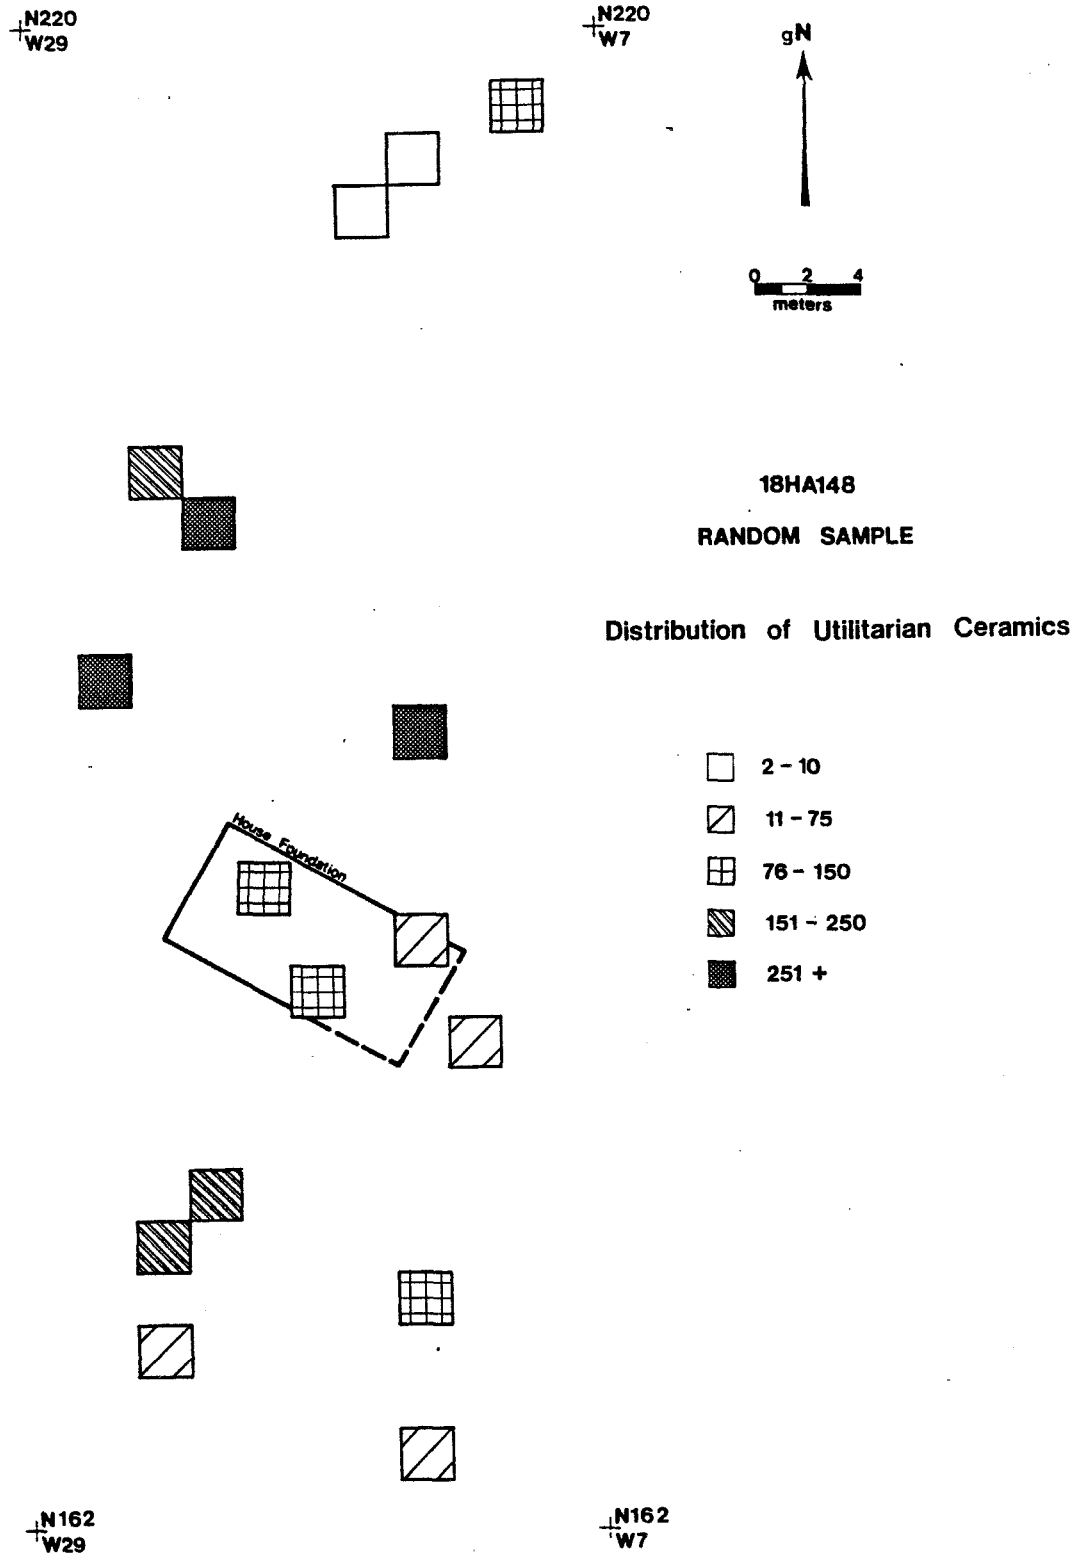 N220
W29
N220
W7
gN
0 2 4
meters
18HA148
RANDOM SAMPLE
Distribution of Utilitarian Ceramics
2 - 10
11 - 75
76 - 150
151 - 250
251 +
House Foundation
N162
W29
N162
W7